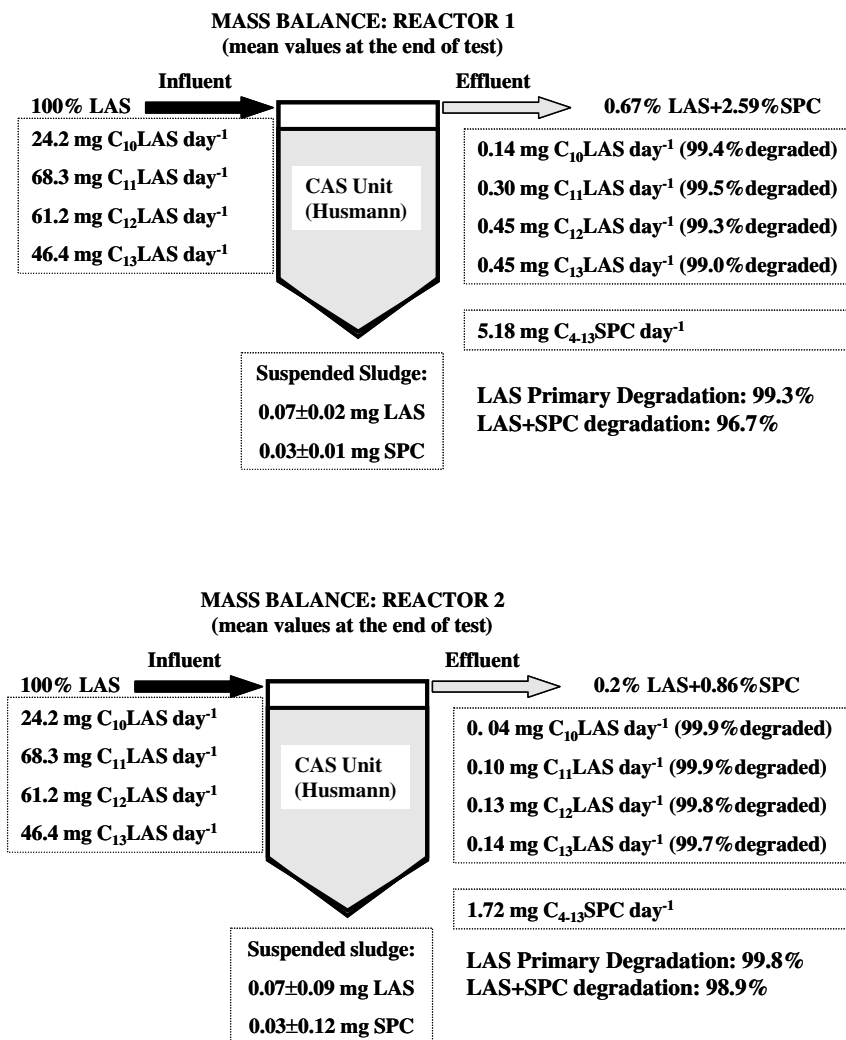 MASS BALANCE: REACTOR 1
(mean values at the end of test)
Influent
Effluent
100% LAS
0.67% LAS+2.59%SPC
24.2 mg C₁₀LAS day⁻¹
68.3 mg C₁₁LAS day⁻¹
61.2 mg C₁₂LAS day⁻¹
46.4 mg C₁₃LAS day⁻¹
CAS Unit
(Husmann)
0.14 mg C₁₀LAS day⁻¹ (99.4%degraded)
0.30 mg C₁₁LAS day⁻¹ (99.5%degraded)
0.45 mg C₁₂LAS day⁻¹ (99.3%degraded)
0.45 mg C₁₃LAS day⁻¹ (99.0%degraded)
5.18 mg C₄₋₁₃SPC day⁻¹
Suspended Sludge:
0.07±0.02 mg LAS
0.03±0.01 mg SPC
LAS Primary Degradation: 99.3%
LAS+SPC degradation: 96.7%
MASS BALANCE: REACTOR 2
(mean values at the end of test)
Influent
Effluent
100% LAS
0.2% LAS+0.86%SPC
24.2 mg C₁₀LAS day⁻¹
68.3 mg C₁₁LAS day⁻¹
61.2 mg C₁₂LAS day⁻¹
46.4 mg C₁₃LAS day⁻¹
CAS Unit
(Husmann)
0. 04 mg C₁₀LAS day⁻¹ (99.9%degraded)
0.10 mg C₁₁LAS day⁻¹ (99.9%degraded)
0.13 mg C₁₂LAS day⁻¹ (99.8%degraded)
0.14 mg C₁₃LAS day⁻¹ (99.7%degraded)
1.72 mg C₄₋₁₃SPC day⁻¹
Suspended sludge:
0.07±0.09 mg LAS
0.03±0.12 mg SPC
LAS Primary Degradation: 99.8%
LAS+SPC degradation: 98.9%